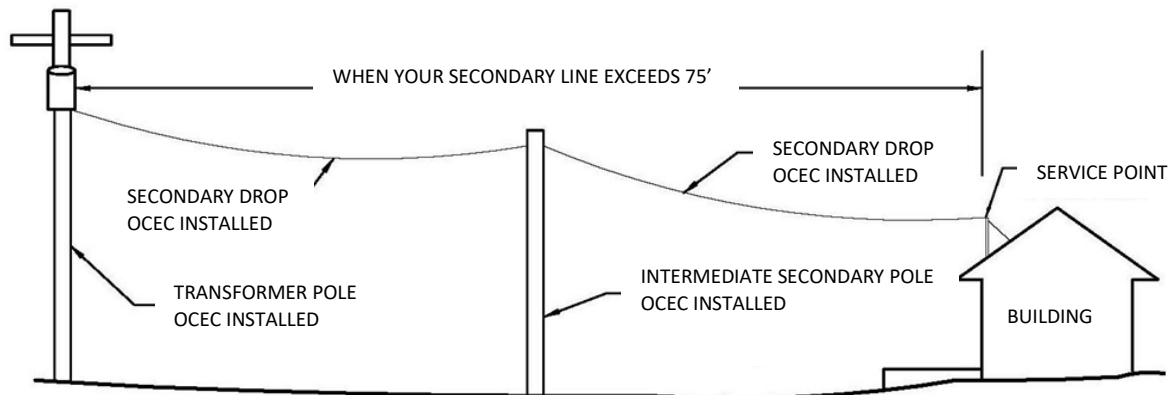 WHEN YOUR SECONDARY LINE EXCEEDS 75’
SECONDARY DROP
OCEC INSTALLED
SECONDARY DROP
OCEC INSTALLED
SERVICE POINT
TRANSFORMER POLE
OCEC INSTALLED
INTERMEDIATE SECONDARY POLE
OCEC INSTALLED
BUILDING